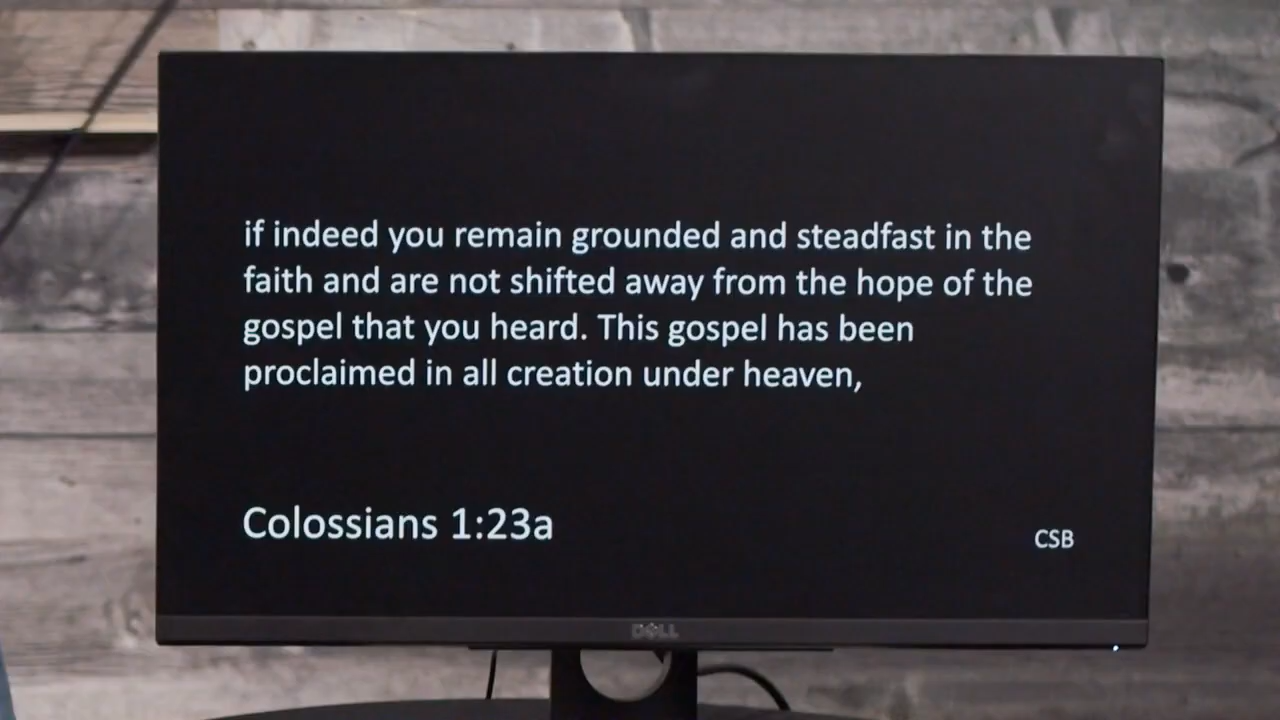 if indeed you remain grounded and steadfast in the
faith and are not shifted away from the hope of the
gospel that you heard. This gospel has been
proclaimed in all creation under heaven,
Colossians 1:23a
CSB
DELL